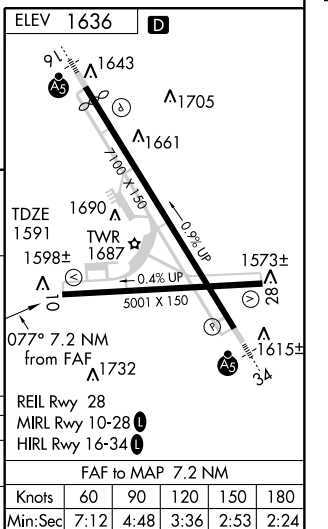 ELEV 1636 D
16
1643
A5
P
1705
1661
7100 X 150
1690
TDZE
1591
TWR
1687
0.9% UP
1598±
1573±
V
0.4% UP
10
28
5001 X 150
V
P
077° 7.2 NM
from FAF
1615±
A5
34
1732
REIL Rwy 28
MIRL Rwy 10-28 L
HIRL Rwy 16-34 L
FAF to MAP 7.2 NM
Knots 60 90 120 150 180
Min:Sec 7:12 4:48 3:36 2:53 2:24